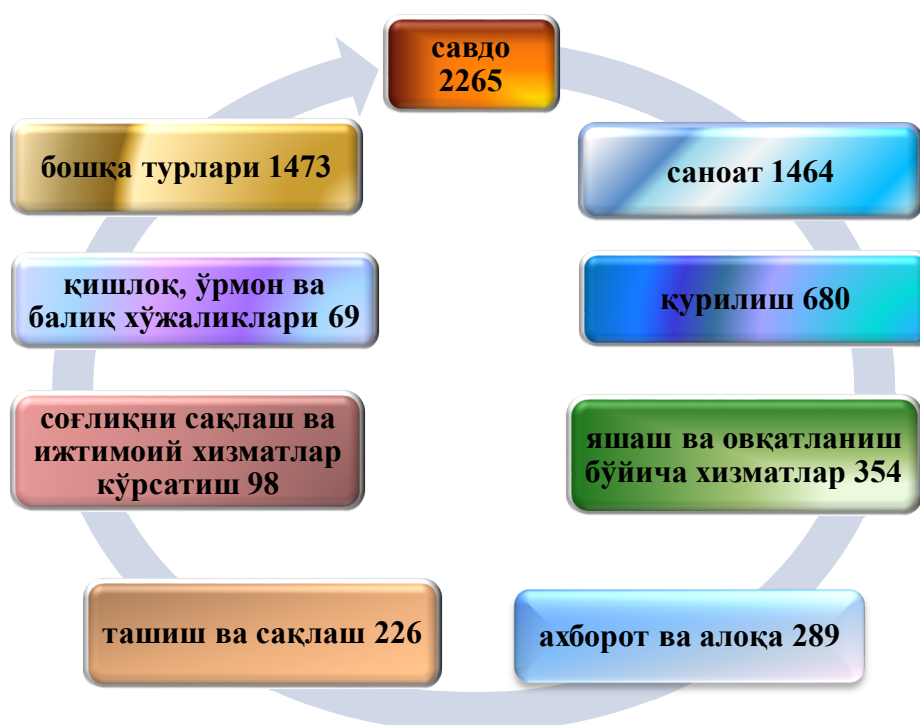 савдо
2265
саноат 1464
қурилиш 680
яшаш ва овқатланиш
бўйича хизматлар 354
ахборот ва алоқа 289
ташиш ва сақлаш 226
соғлиқни сақлаш ва
ижтимоий хизматлар
кўрсатиш 98
қишлоқ, ўрмон ва
балиқ хўжаликлари 69
бошқа турлари 1473